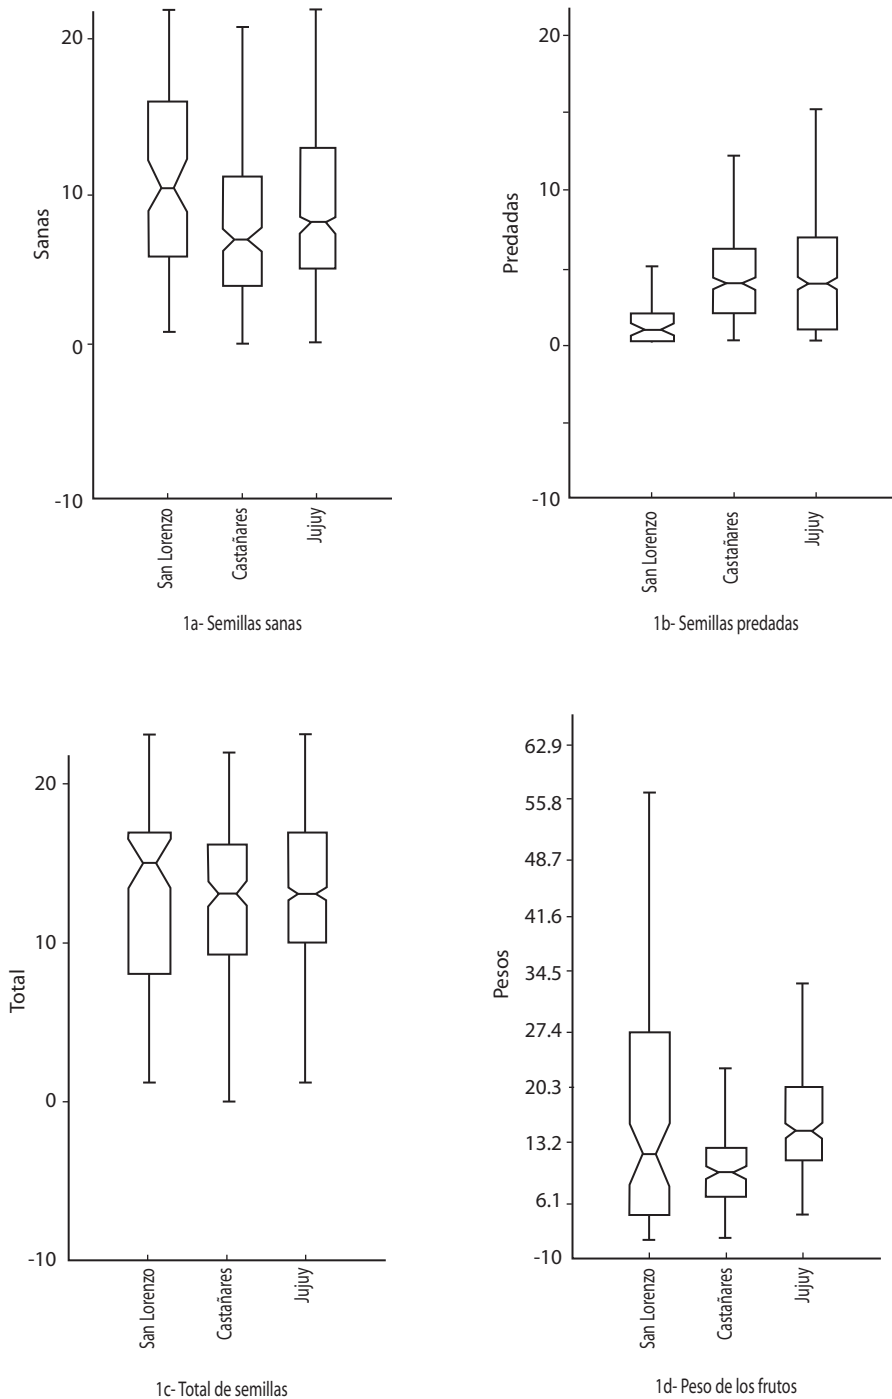 20
10
0
-10
Sanas
San Lorenzo
Castañares
Jujuy
1a- Semillas sanas
20
10
0
-10
Predadas
San Lorenzo
Castañares
Jujuy
1b- Semillas predadas
20
10
0
-10
Total
San Lorenzo
Castañares
Jujuy
1c- Total de semillas
62.9
55.8
48.7
41.6
34.5
27.4
20.3
13.2
6.1
-10
Pesos
San Lorenzo
Castañares
Jujuy
1d- Peso de los frutos